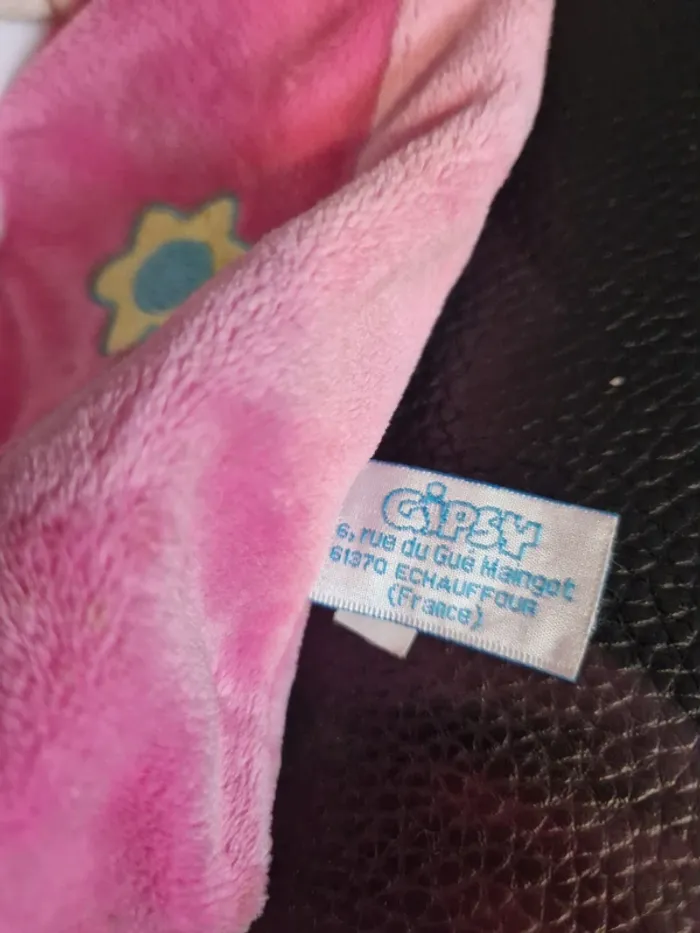 GiPSY
6, rue du Gué Maingot
61370 ECHAUFFOUR
(France)